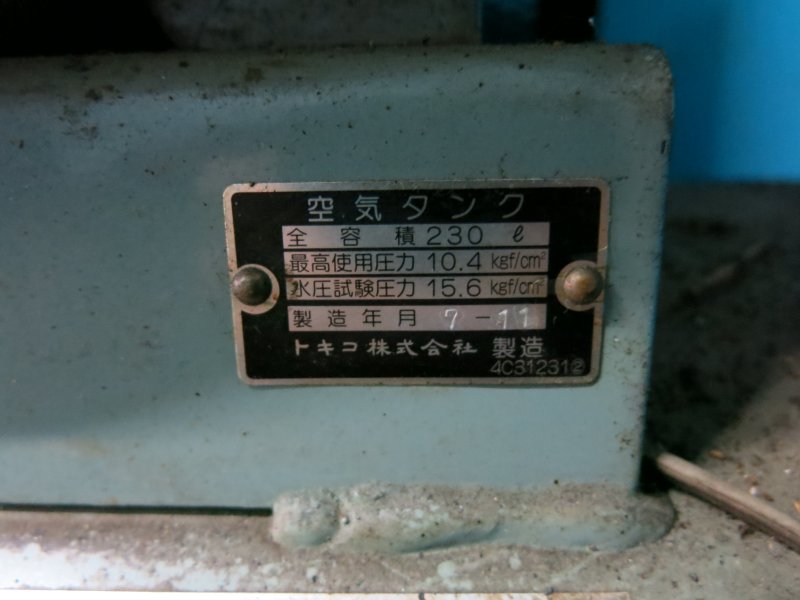 空気タンク
全容積 230 ℓ
最高使用圧力 10.4 kgf/cm²
水圧試験圧力 15.6 kgf/cm²
製造年月 7-11
トキコ株式会社 製造
4C31231②